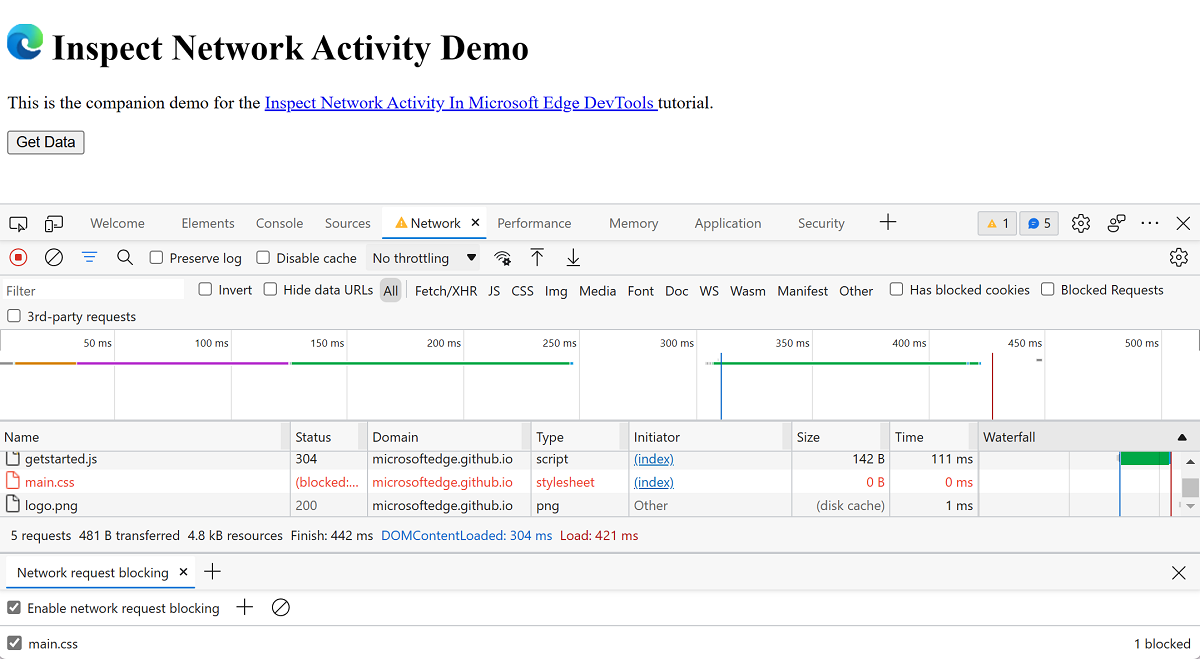 Inspect Network Activity Demo
This is the companion demo for the Inspect Network Activity In Microsoft Edge DevTools tutorial.
Get Data
Welcome Elements Console Sources Network Performance Memory Application Security 1 5
Preserve log Disable cache No throttling
Filter Invert Hide data URLs All Fetch/XHR JS CSS Img Media Font Doc WS Wasm Manifest Other Has blocked cookies Blocked Requests
3rd-party requests
50 ms 100 ms 150 ms 200 ms 250 ms 300 ms 350 ms 400 ms 450 ms 500 ms
Name Status Domain Type Initiator Size Time Waterfall
getstarted.js 304 microsoftedge.github.io script (index) 142 B 111 ms
main.css (blocked:... microsoftedge.github.io stylesheet (index) 0 B 0 ms
logo.png 200 microsoftedge.github.io png Other (disk cache) 1 ms
5 requests 481 B transferred 4.8 kB resources Finish: 442 ms DOMContentLoaded: 304 ms Load: 421 ms
Network request blocking
Enable network request blocking
main.css 1 blocked